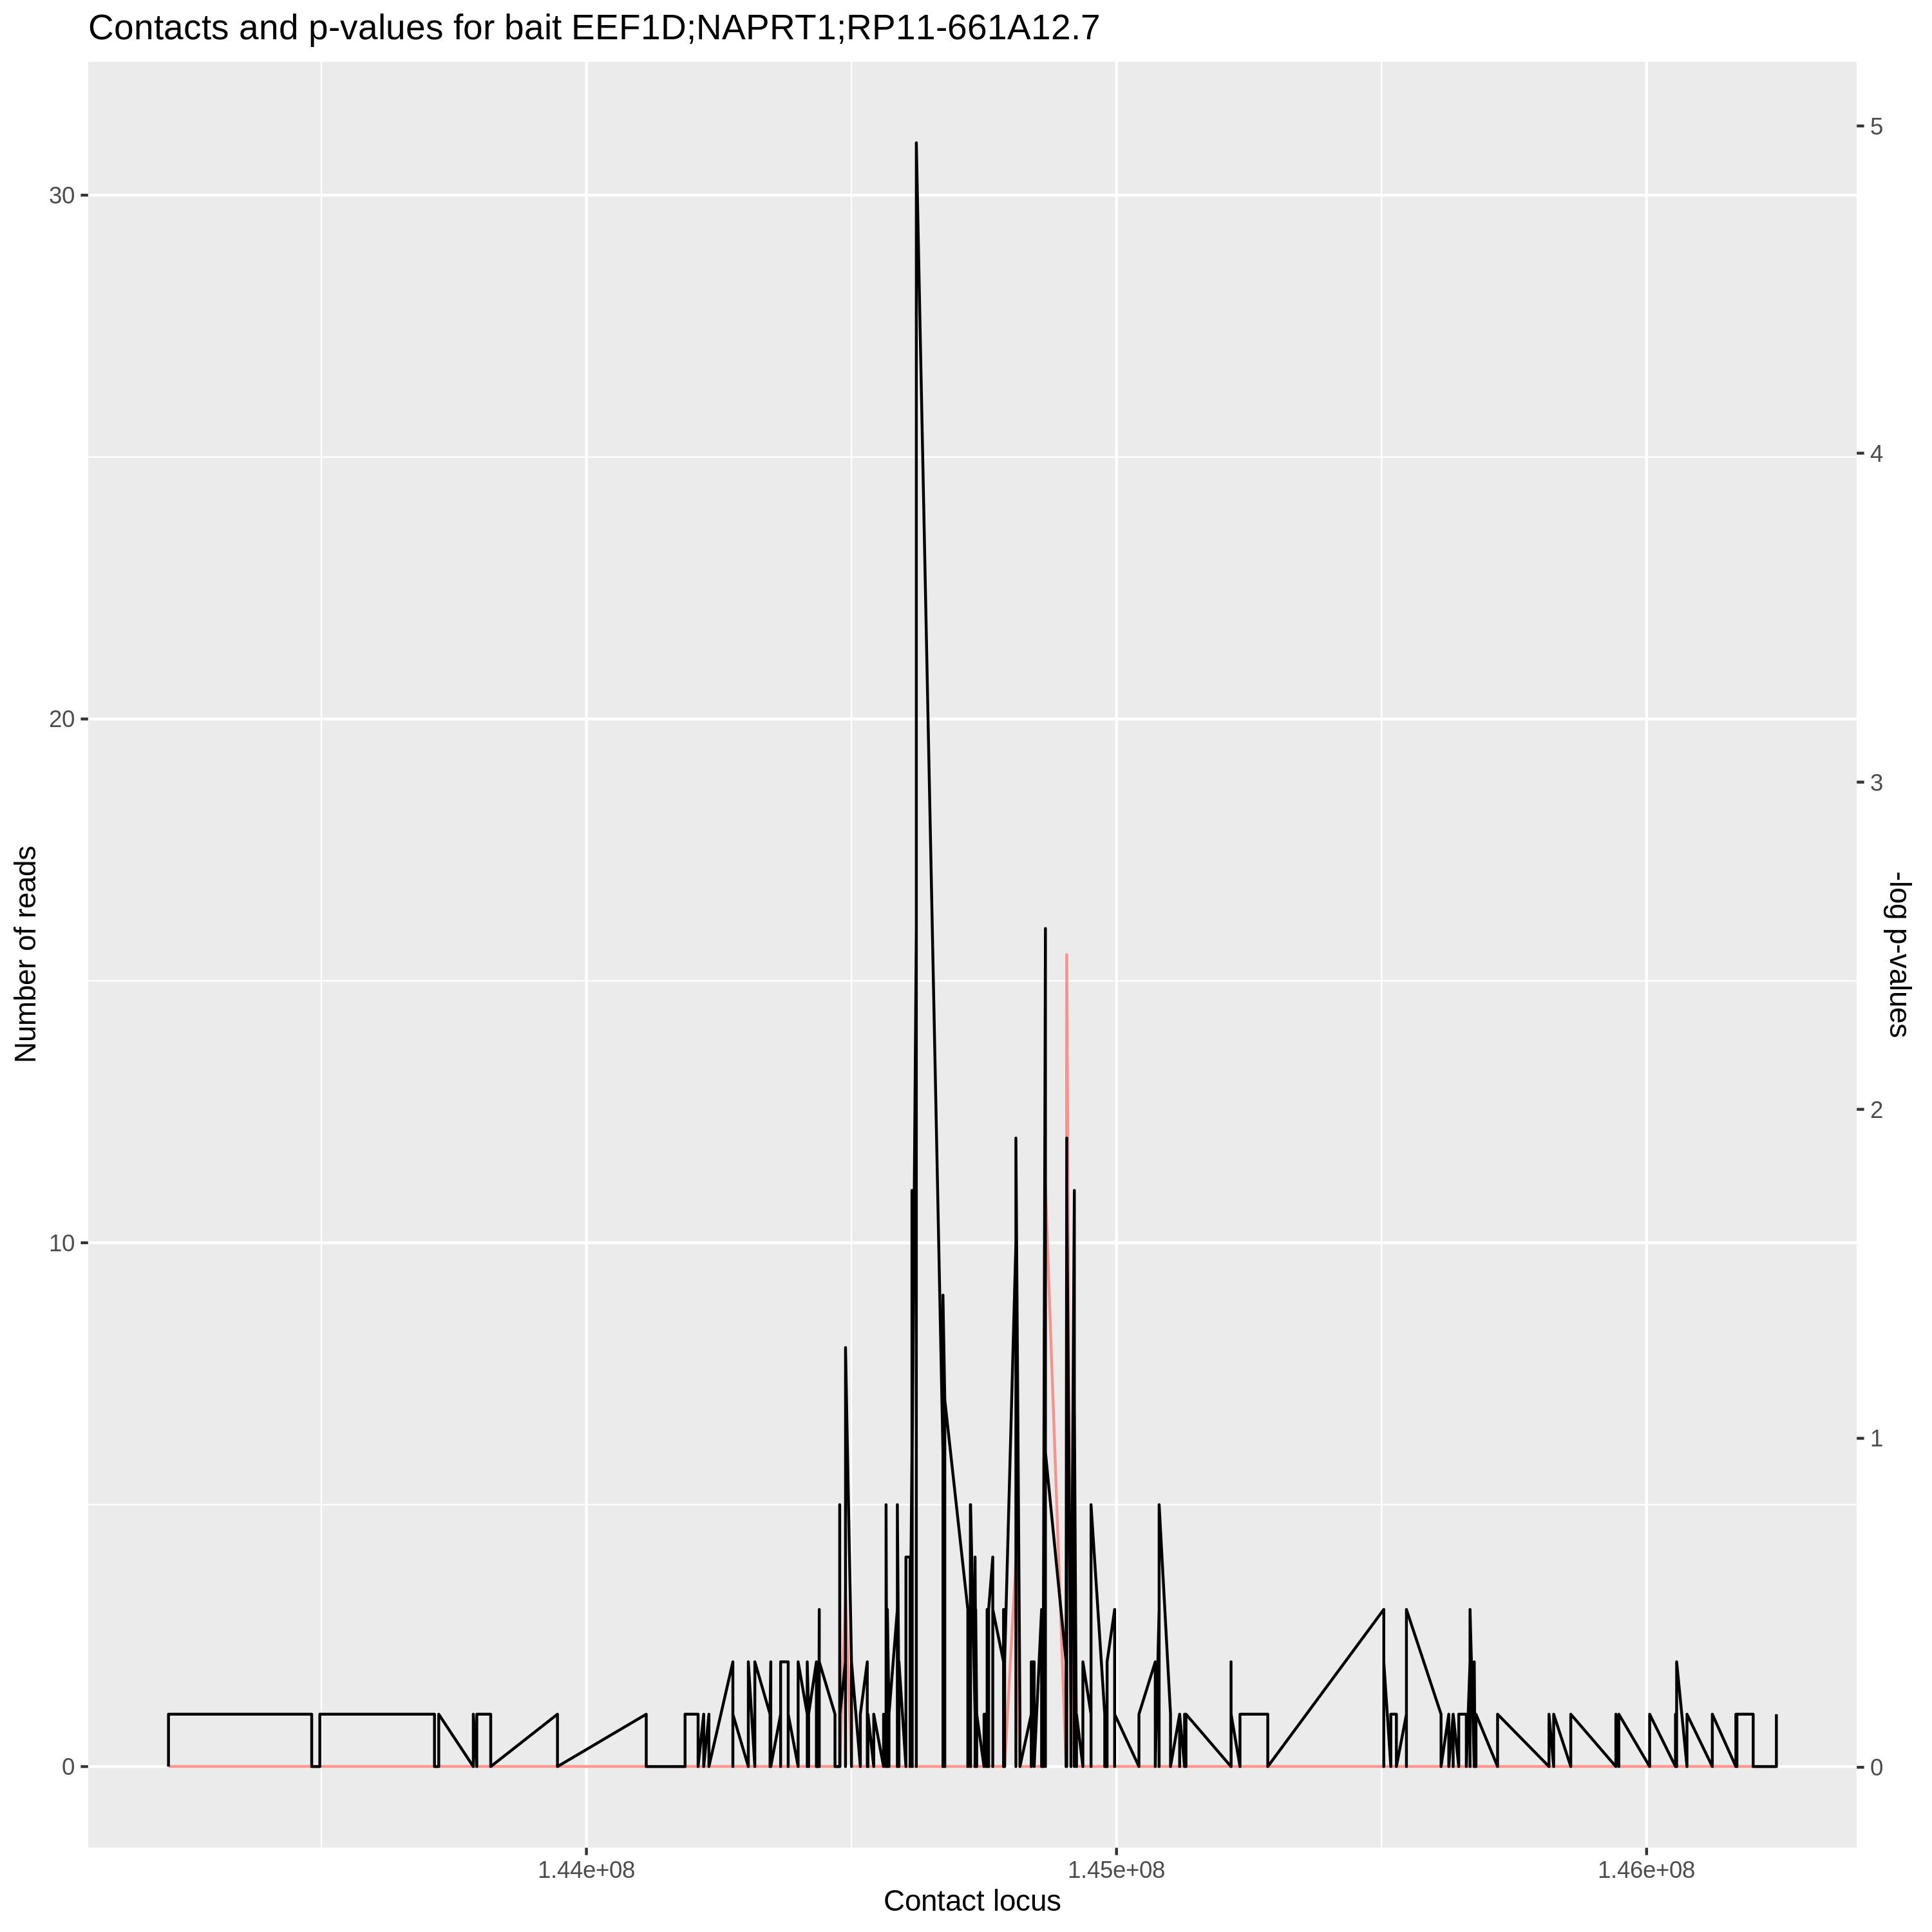 Contacts and p-values for bait EEF1D;NAPRT1;RP11-661A12.7
Number of reads
30
20
10
0
5
4
3
2
1
0
-log p-values
1.44e+08
1.45e+08
1.46e+08
Contact locus